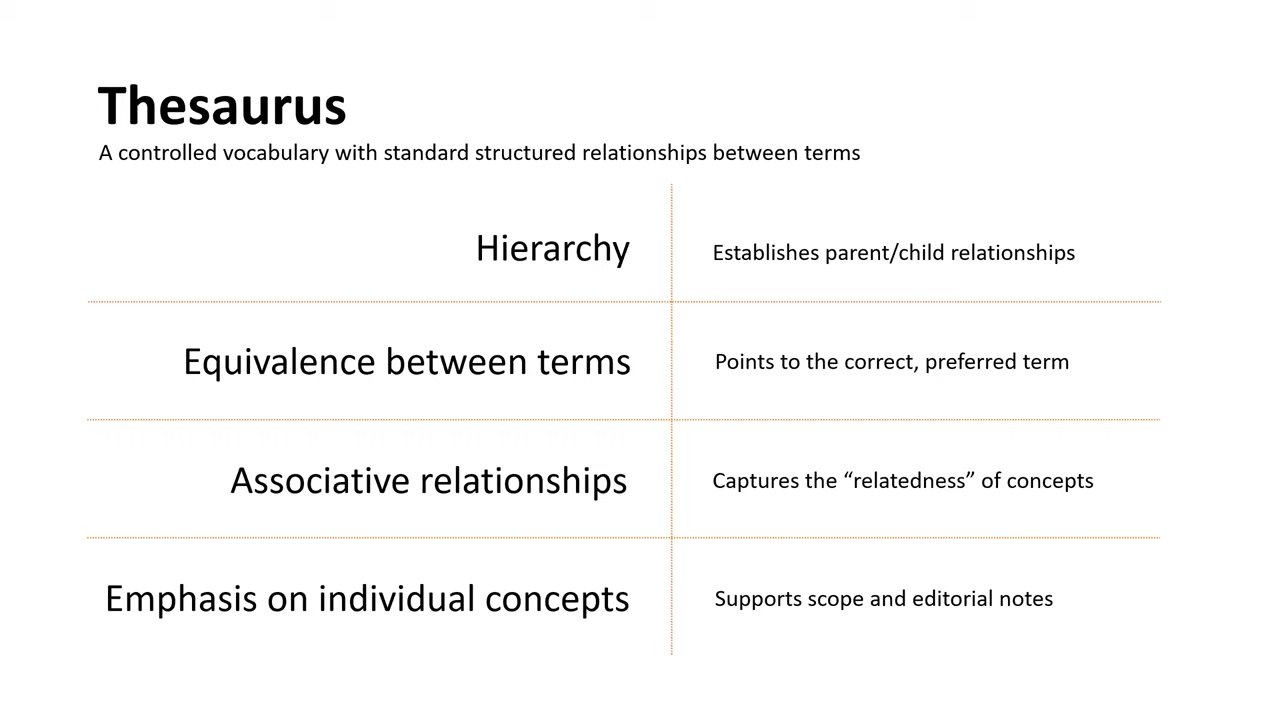 Thesaurus
A controlled vocabulary with standard structured relationships between terms
Hierarchy
Establishes parent/child relationships
Equivalence between terms
Points to the correct, preferred term
Associative relationships
Captures the “relatedness” of concepts
Emphasis on individual concepts
Supports scope and editorial notes